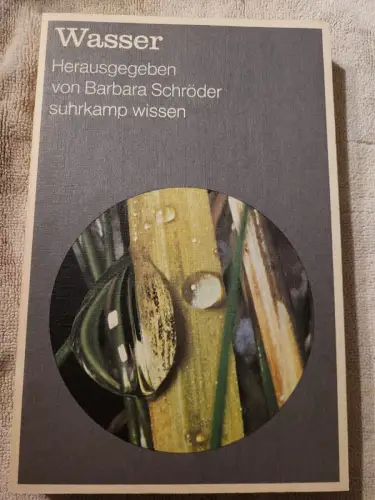 Wasser
Herausgegeben
von Barbara Schröder
suhrkamp wissen